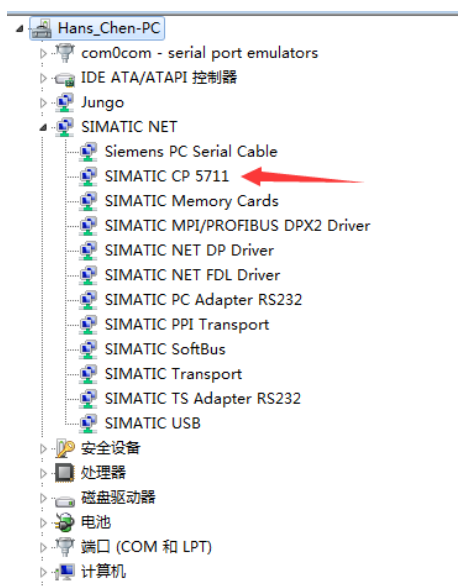 Hans_Chen-PC
com0com - serial port emulators
IDE ATA/ATAPI 控制器
Jungo
SIMATIC NET
Siemens PC Serial Cable
SIMATIC CP 5711
SIMATIC Memory Cards
SIMATIC MPI/PROFIBUS DPX2 Driver
SIMATIC NET DP Driver
SIMATIC NET FDL Driver
SIMATIC PC Adapter RS232
SIMATIC PPI Transport
SIMATIC SoftBus
SIMATIC Transport
SIMATIC TS Adapter RS232
SIMATIC USB
安全设备
处理器
磁盘驱动器
电池
端口 (COM 和 LPT)
计算机